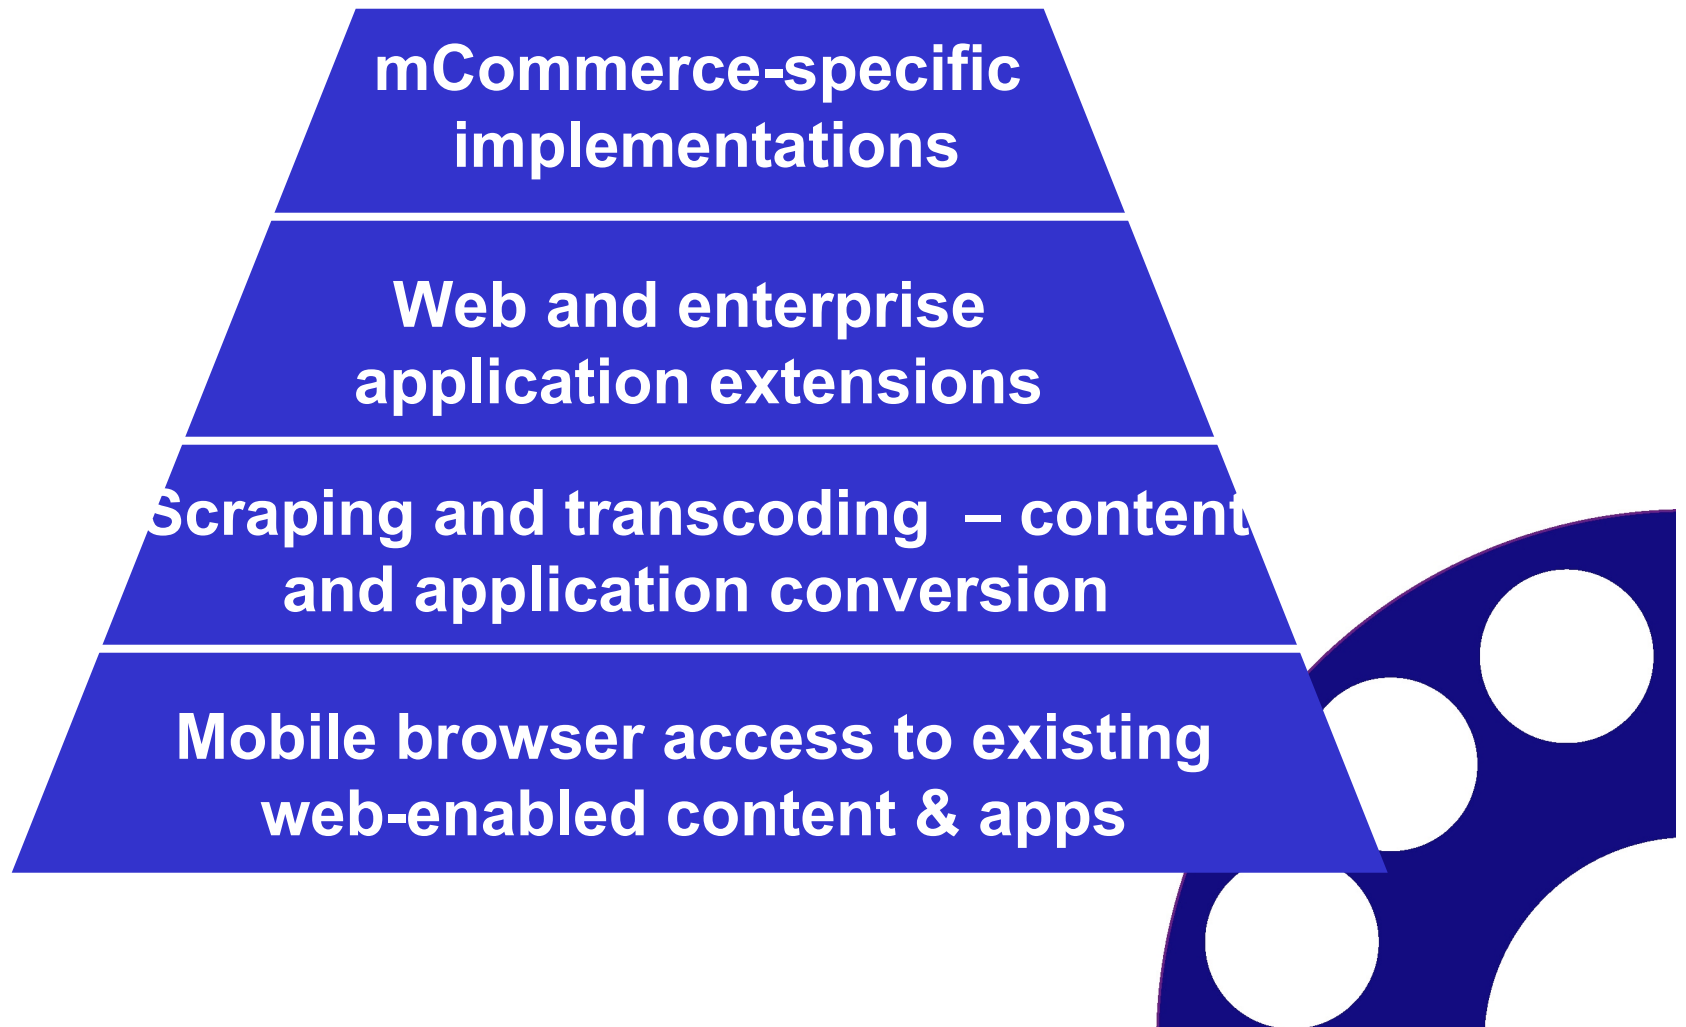 mCommerce-specific
implementations
Web and enterprise
application extensions
Scraping and transcoding – content
and application conversion
Mobile browser access to existing
web-enabled content & apps